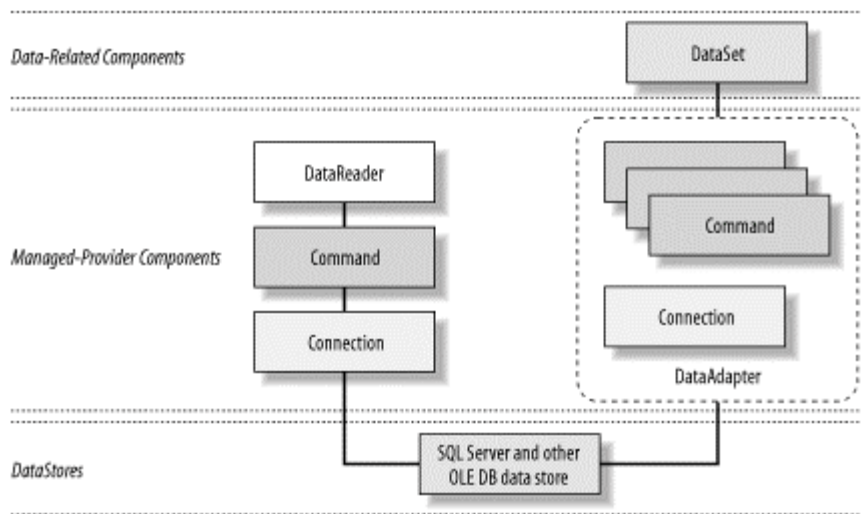 Data-Related Components
DataSet
DataReader
Command
Managed-Provider Components
Command
Connection
Connection
DataAdapter
SQL Server and other
OLE DB data store
DataStores